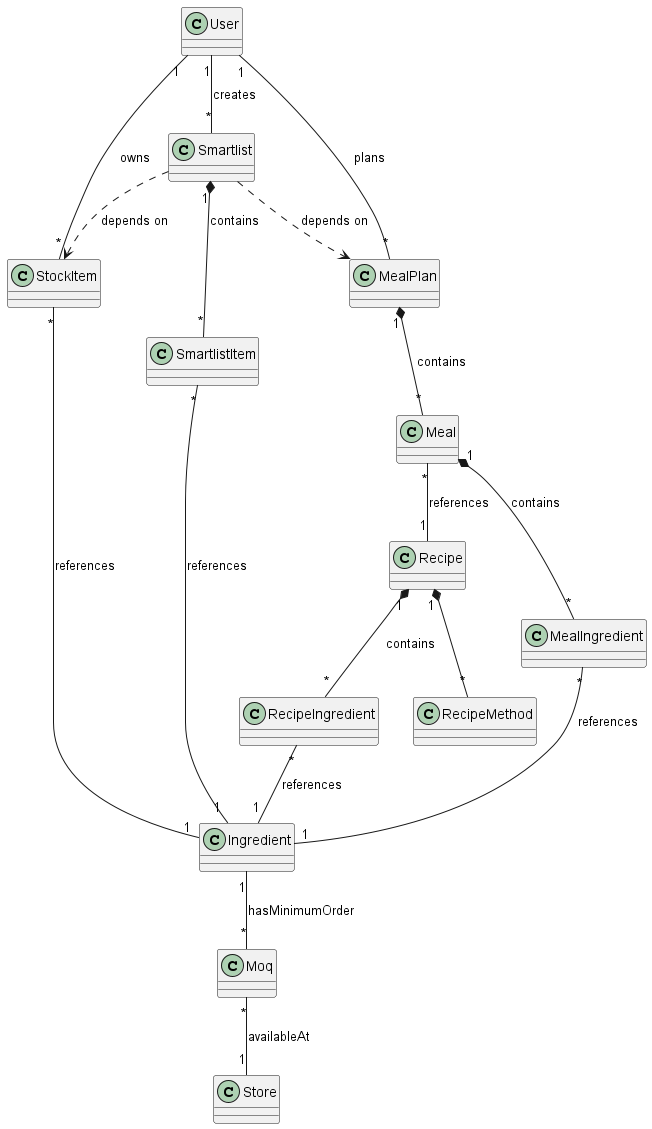 C User
1 1 1
creates
*
C Smartlist
owns
plans
1
depends on
contains
depends on
* *
C StockItem
C MealPlan
* *
1
C SmartlistItem
contains
* *
C Meal
1
*
references
contains
1
C Recipe
references
references
1 1
*
C MealIngredient
contains
* * *
C RecipeIngredient
C RecipeMethod
references
*
references
1 1
1 1
C Ingredient
1
hasMinimumOrder
*
C Moq
*
availableAt
1
C Store